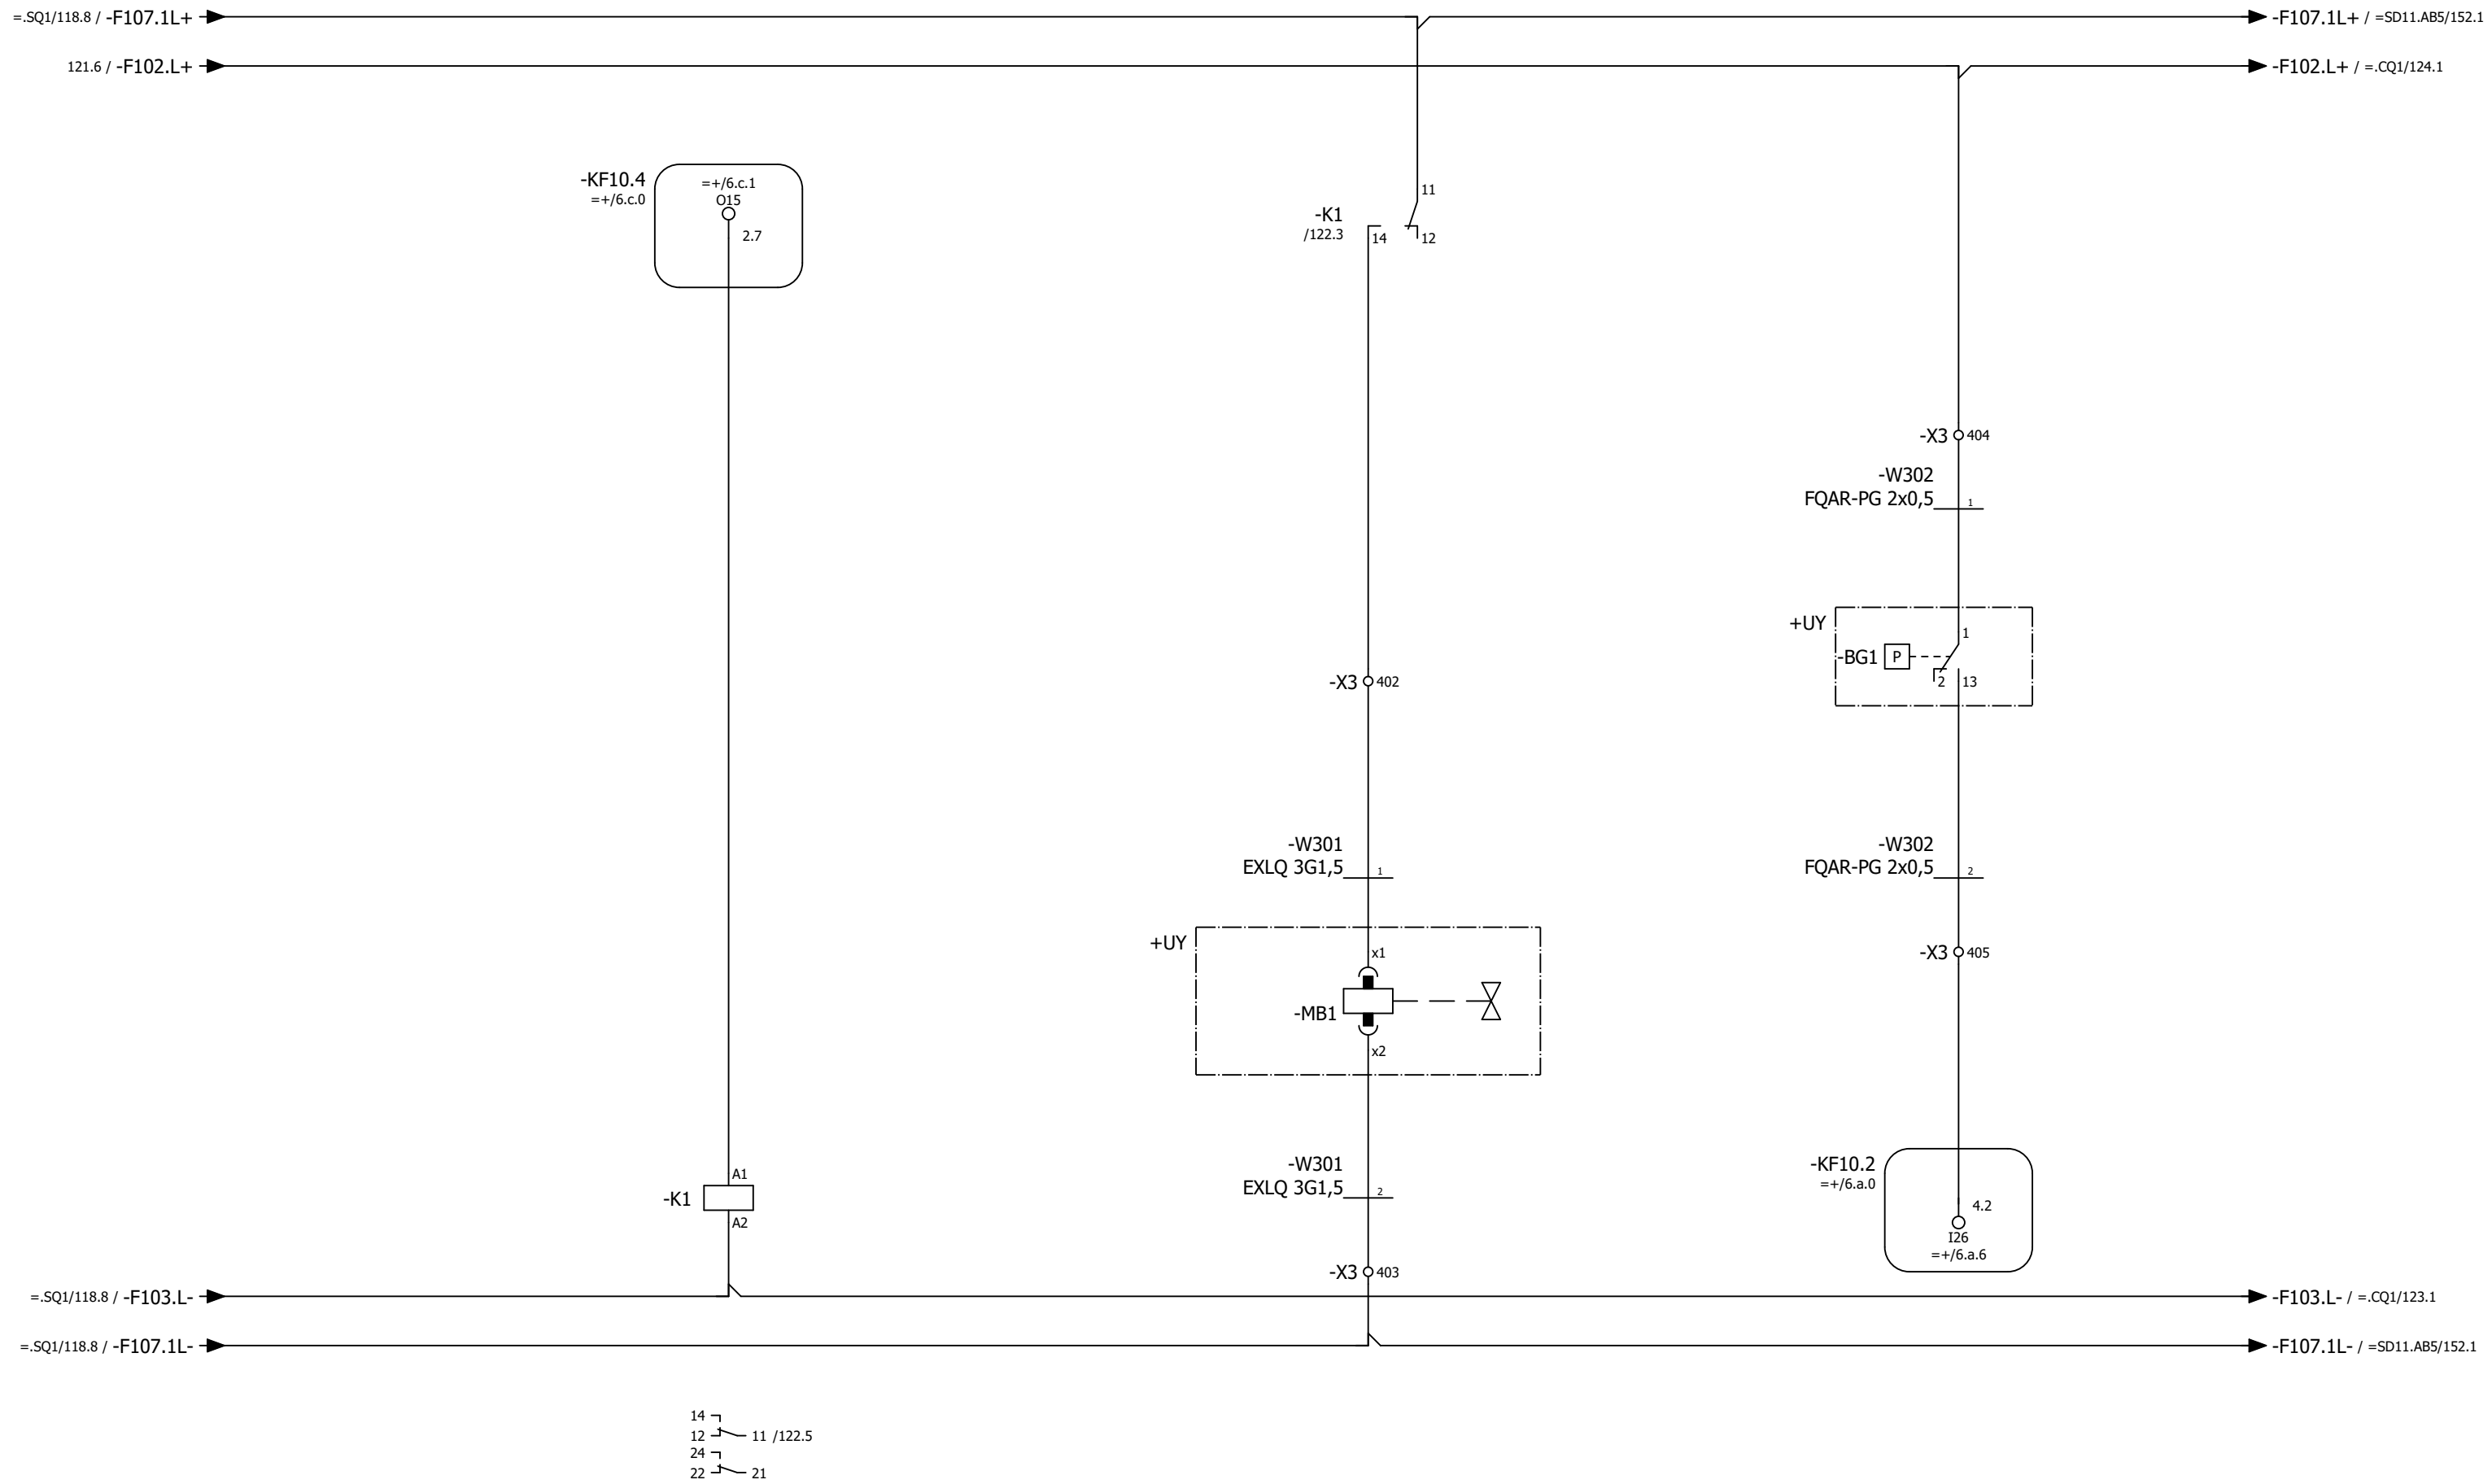 =.SQ1/118.8 / -F107.1L+
-F107.1L+ / =SD11.AB5/152.1
121.6 / -F102.L+
-F102.L+ / =.CQ1/124.1
-KF10.4
=+/6.c.0
=+/6.c.1
O15
2.7
-K1
/122.3
11
14
12
-X3 404
-W302
FQAR-PG 2x0,5
1
+UY
-BG1
P
1
2
13
-X3 402
-W301
EXLQ 3G1,5
1
-W302
FQAR-PG 2x0,5
2
+UY
x1
-MB1
x2
-X3 405
-K1
A1
A2
-W301
EXLQ 3G1,5
2
-KF10.2
=+/6.a.0
4.2
I26
=+/6.a.6
-X3 403
=.SQ1/118.8 / -F103.L-
-F103.L- / =.CQ1/123.1
=.SQ1/118.8 / -F107.1L-
-F107.1L- / =SD11.AB5/152.1
14
12 11 /122.5
24
22 21